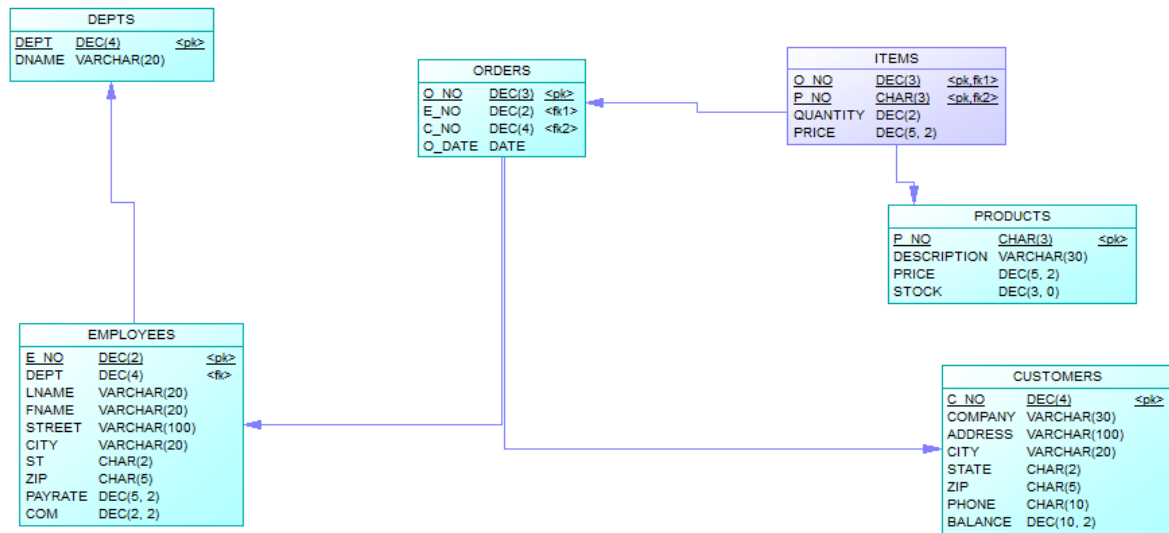 DEPTS
DEPT DEC(4) <pk>
DNAME VARCHAR(20)
ORDERS
O_NO DEC(3) <pk>
E_NO DEC(2) <fk1>
C_NO DEC(4) <fk2>
O_DATE DATE
ITEMS
O_NO DEC(3) <pk,fk1>
P_NO CHAR(3) <pk,fk2>
QUANTITY DEC(2)
PRICE DEC(5, 2)
PRODUCTS
P_NO CHAR(3) <pk>
DESCRIPTION VARCHAR(30)
PRICE DEC(5, 2)
STOCK DEC(3, 0)
EMPLOYEES
E_NO DEC(2) <pk>
DEPT DEC(4) <fk>
LNAME VARCHAR(20)
FNAME VARCHAR(20)
STREET VARCHAR(100)
CITY VARCHAR(20)
ST CHAR(2)
ZIP CHAR(5)
PAYRATE DEC(5, 2)
COM DEC(2, 2)
CUSTOMERS
C_NO DEC(4) <pk>
COMPANY VARCHAR(30)
ADDRESS VARCHAR(100)
CITY VARCHAR(20)
STATE CHAR(2)
ZIP CHAR(5)
PHONE CHAR(10)
BALANCE DEC(10, 2)